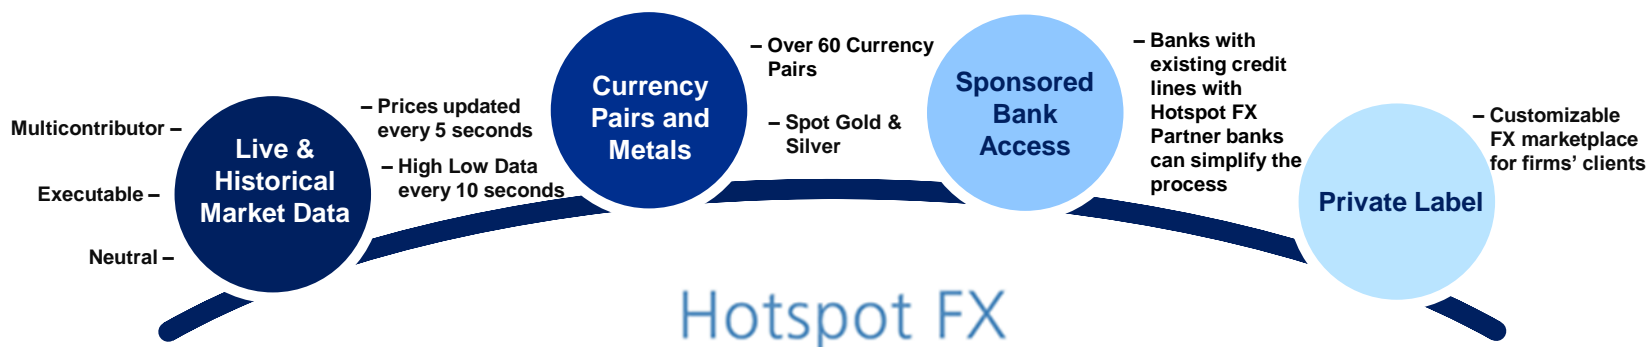 Multicontributor –
Executable –
Neutral –
Live &
Historical
Market Data
– Prices updated
every 5 seconds
– High Low Data
every 10 seconds
Currency
Pairs and
Metals
– Over 60 Currency
Pairs
– Spot Gold &
Silver
Sponsored
Bank
Access
– Banks with
existing credit
lines with
Hotspot FX
Partner banks
can simplify the
process
Private Label
– Customizable
FX marketplace
for firms’ clients
Hotspot FX